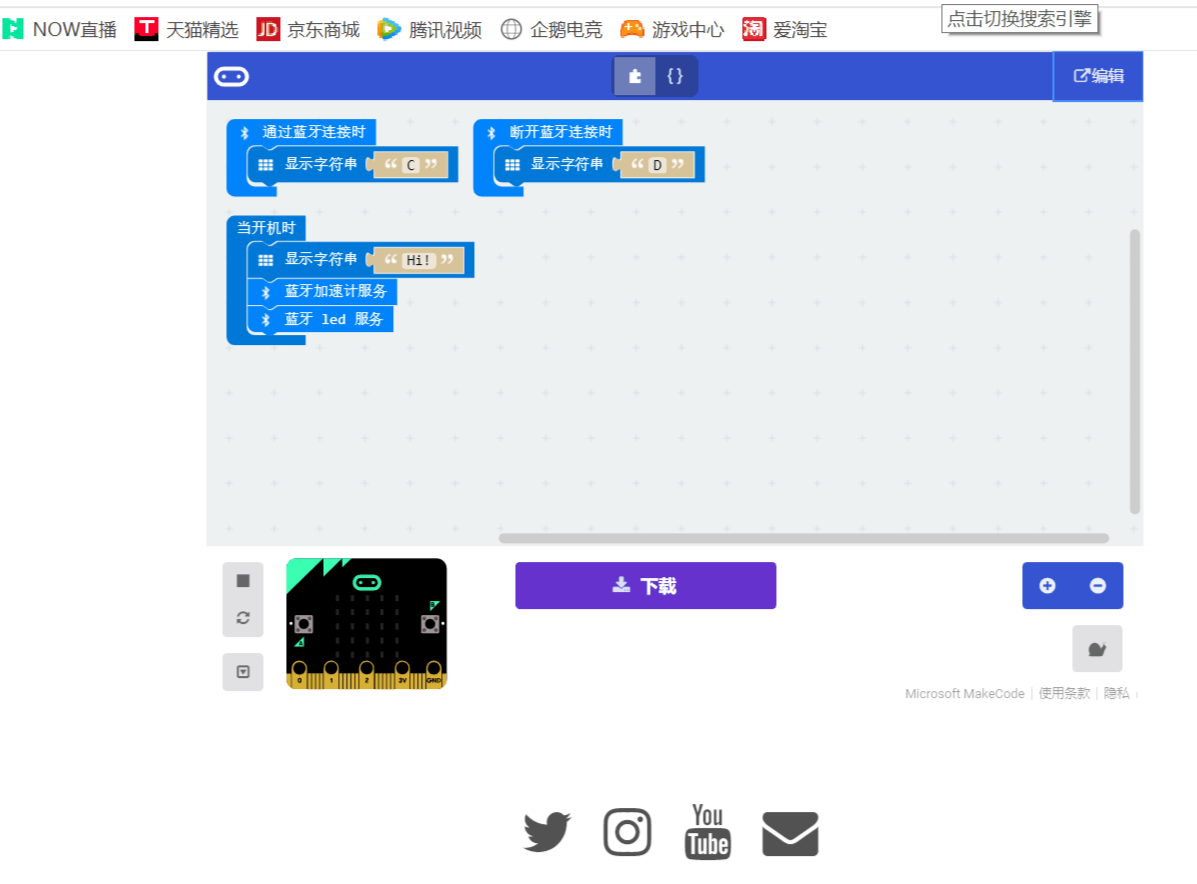 点击切换搜索引擎
NOW直播 天猫精选 JD 京东商城 腾讯视频 企鹅电竞 游戏中心 淘 爱淘宝
{} 编辑
通过蓝牙连接时 断开蓝牙连接时
显示字符串 “ C ” 显示字符串 “ D ”
当开机时
显示字符串 “ Hi! ”
蓝牙加速计服务
蓝牙 led 服务
下载
B
A
0 1 2 3V GND
Microsoft MakeCode | 使用条款 | 隐私
You
Tube